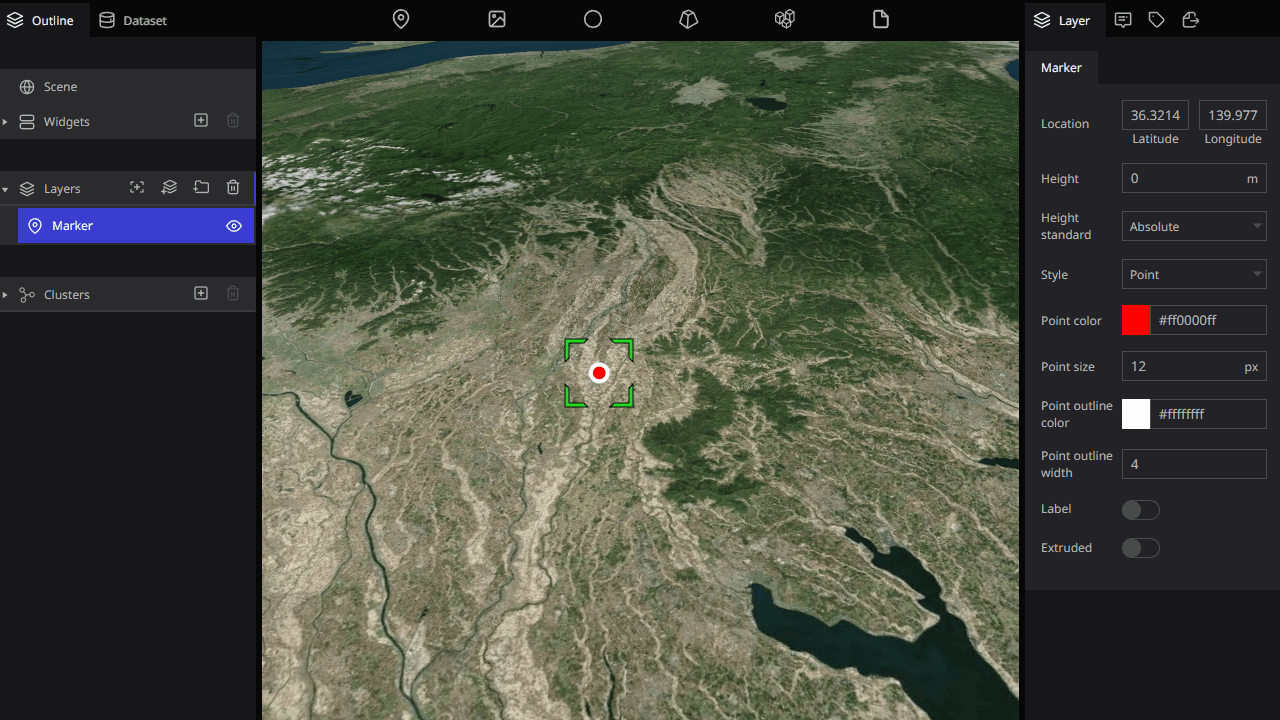 Outline
Dataset
Layer
Scene
Widgets
Layers
Marker
Clusters
Marker
Location
36.3214
139.977
Latitude
Longitude
Height
0
m
Height
standard
Absolute
Style
Point
Point color
#ff0000ff
Point size
12
px
Point outline
color
#ffffffff
Point outline
width
4
Label
Extruded